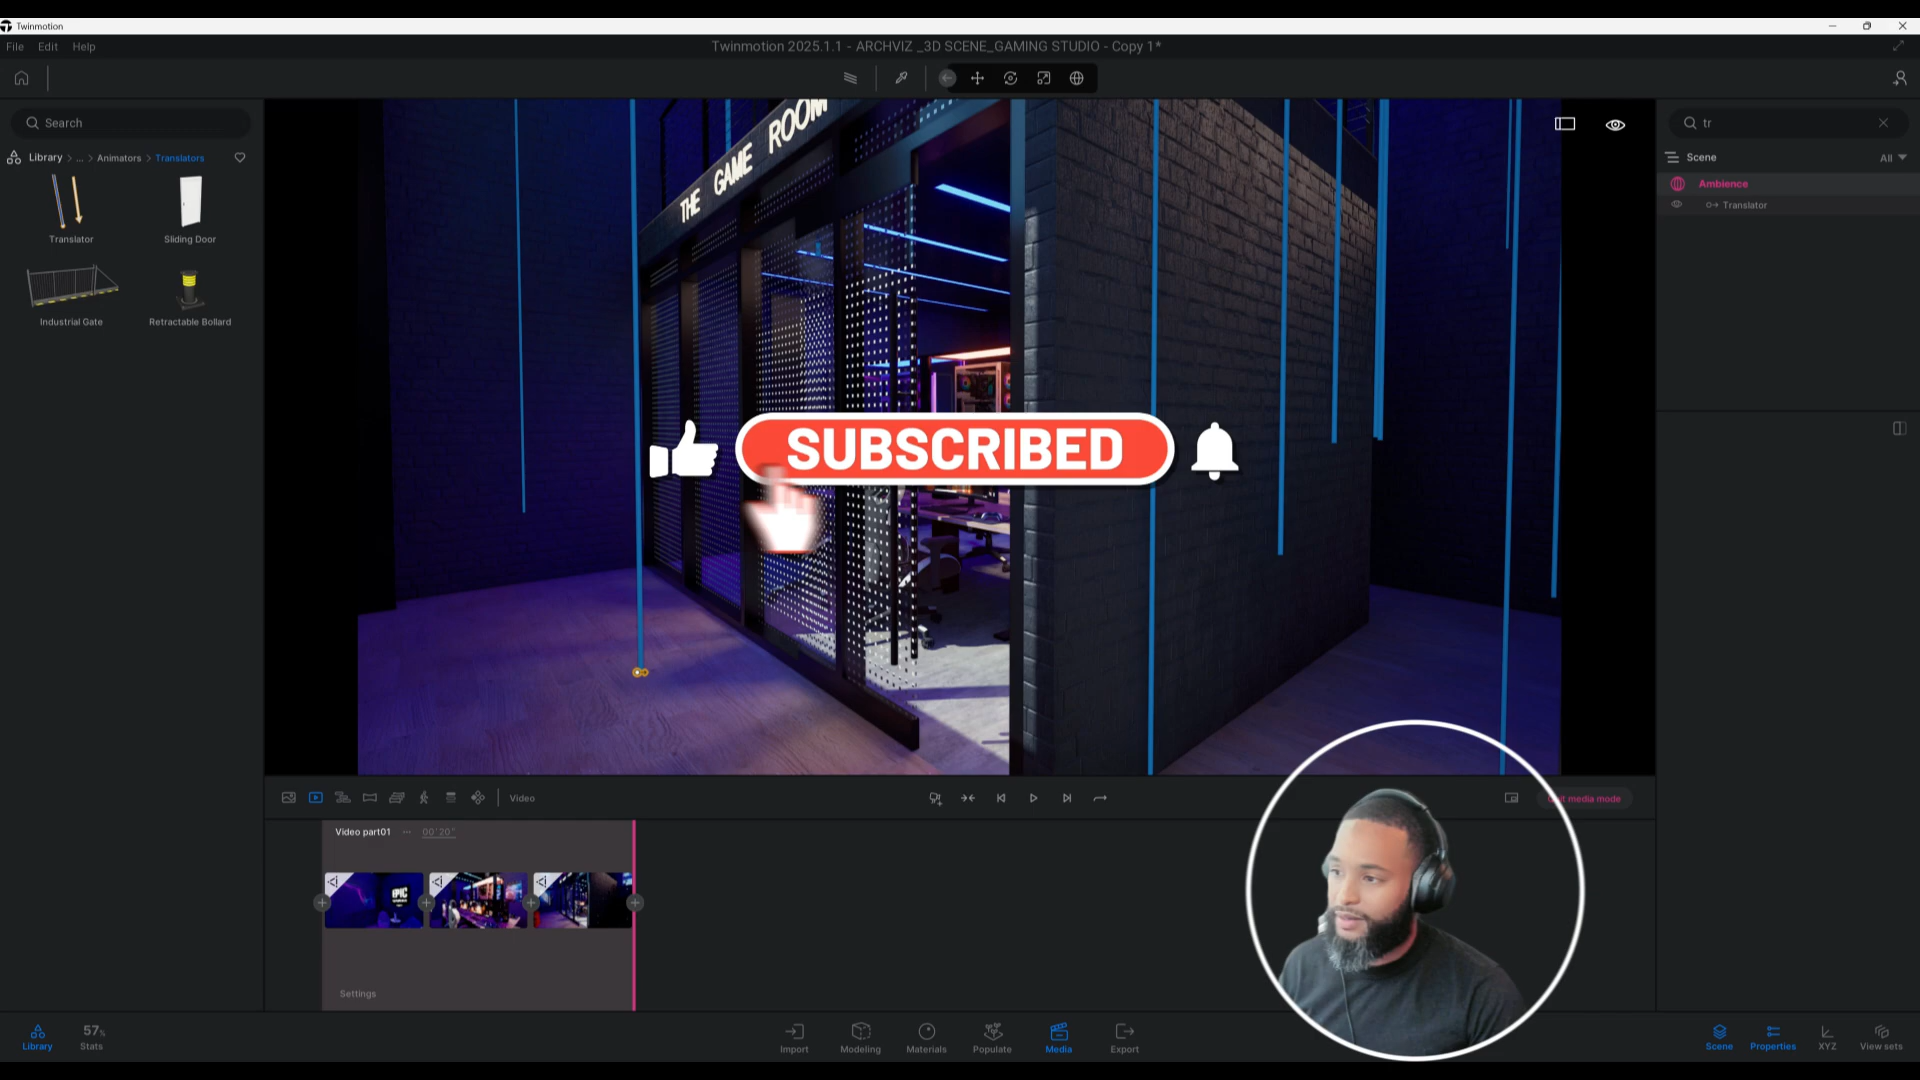 Twinmotion
File Edit Help
Twinmotion 2025.1.1 - ARCHVIZ _3D SCENE_GAMING STUDIO - Copy 1*
Search
Library > ... > Animators > Translators
Translator
Sliding Door
Industrial Gate
Retractable Bollard
THE GAME ROOM
SUBSCRIBED
tr
Scene
All
Ambience
Translator
Video
media mode
Video part01 ... 00'20"
EPIC
Settings
Library
57%
Stats
Import
Modeling
Materials
Populate
Media
Export
Scene
Properties
XYZ
View sets